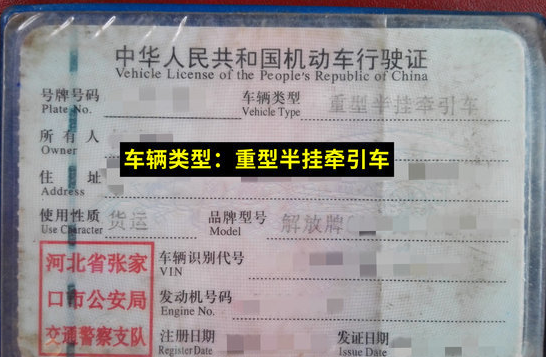 中华人民共和国机动车行驶证
Vehicle License of the People's Republic of China
号牌号码
Plate No.
车辆类型
Vehicle Type
重型半挂牵引车
所有人
Owner
车辆类型：重型半挂牵引车
住址
Address
使用性质
Use Character
货运
品牌型号
Model
解放牌
河北省张家
口市公安局
交通警察支队
车辆识别代号
VIN
发动机号码
Engine No.
注册日期
Register Date
发证日期
Issue Date